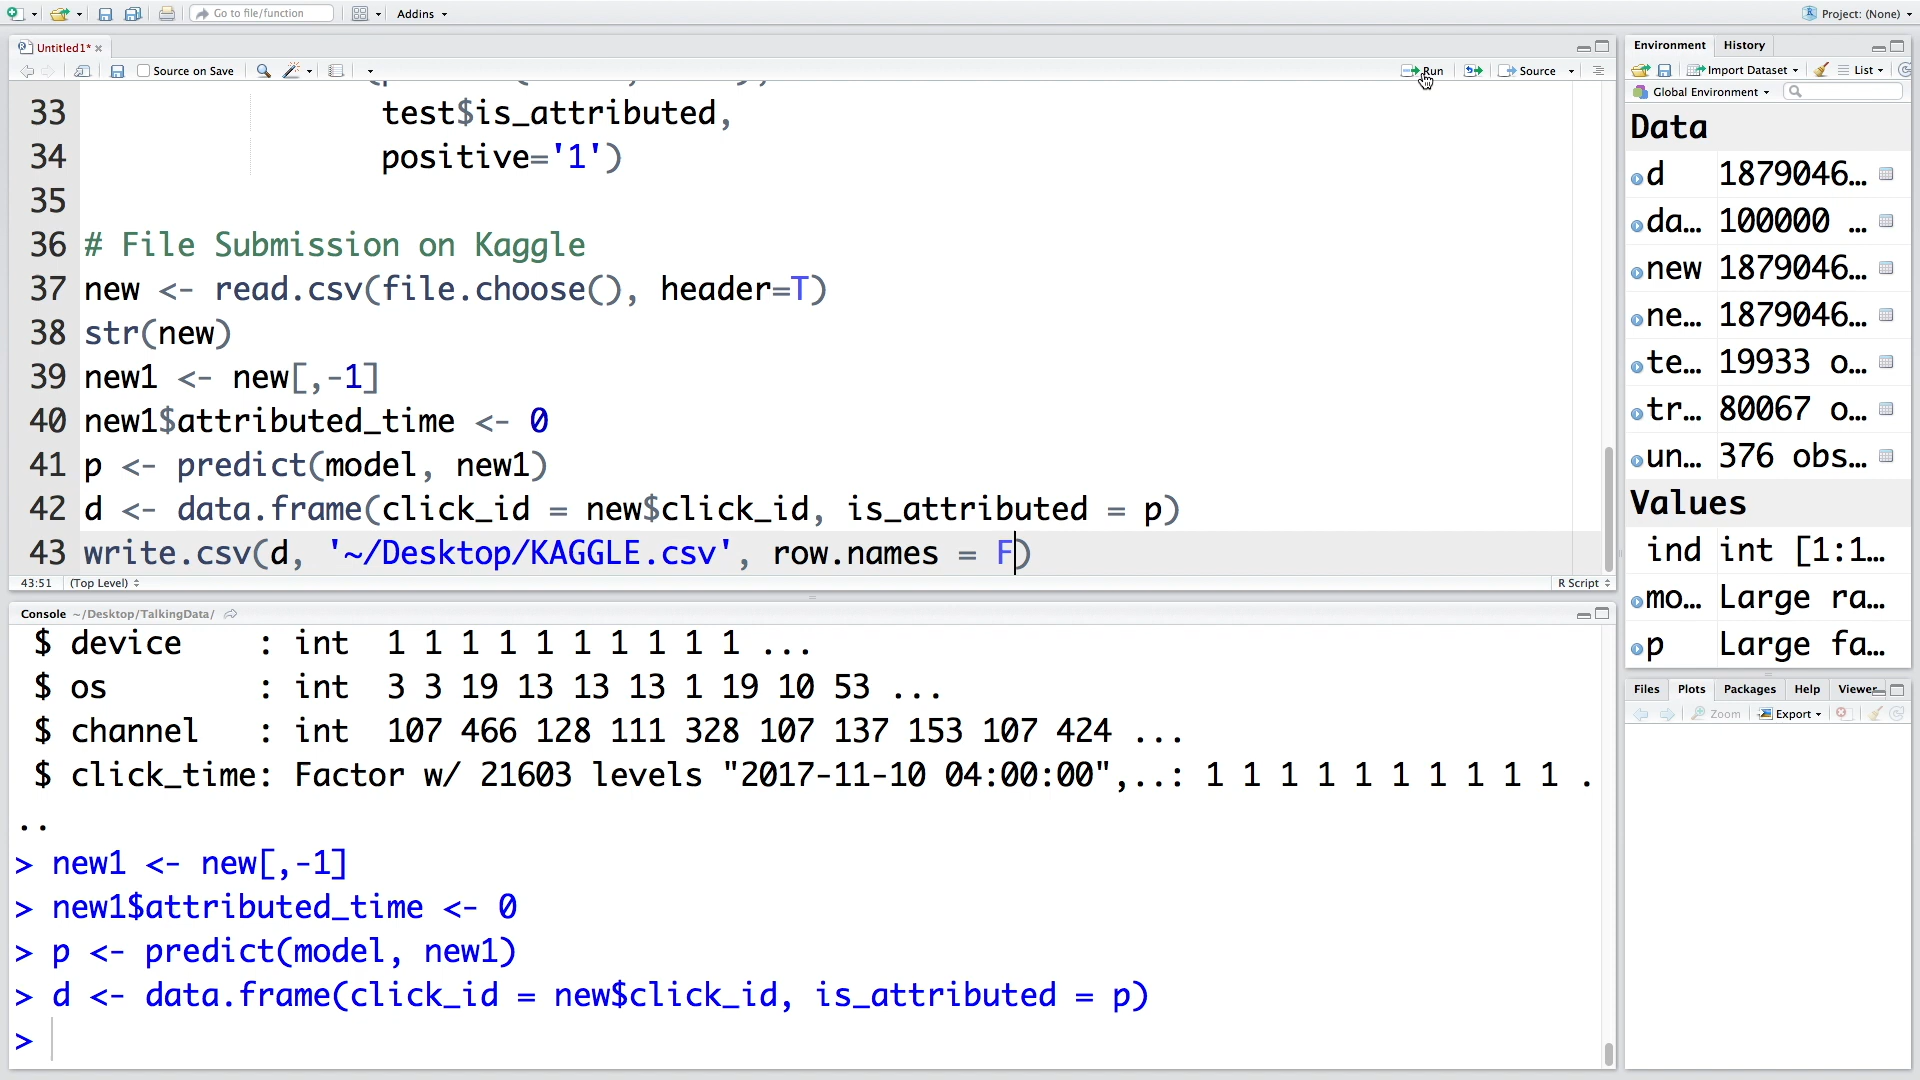 Go to file/function
Addins
Project: (None)
Untitled1*
Source on Save
Run
Source
33 test$is_attributed,
34 positive='1')
35
36 # File Submission on Kaggle
37 new <- read.csv(file.choose(), header=T)
38 str(new)
39 new1 <- new[,-1]
40 new1$attributed_time <- 0
41 p <- predict(model, new1)
42 d <- data.frame(click_id = new$click_id, is_attributed = p)
43 write.csv(d, '~/Desktop/KAGGLE.csv', row.names = F)
43:51 (Top Level) R Script
Console ~/Desktop/TalkingData/
$ device : int 1 1 1 1 1 1 1 1 1 1 ...
$ os : int 3 3 19 13 13 13 1 19 10 53 ...
$ channel : int 107 466 128 111 328 107 137 153 107 424 ...
$ click_time: Factor w/ 21603 levels "2017-11-10 04:00:00",..: 1 1 1 1 1 1 1 1 1 1 .
..
> new1 <- new[,-1]
> new1$attributed_time <- 0
> p <- predict(model, new1)
> d <- data.frame(click_id = new$click_id, is_attributed = p)
>
Environment History
Import Dataset List
Global Environment
Data
d 1879046…
da… 100000 …
new 1879046…
ne… 1879046…
te… 19933 o…
tr… 80067 o…
un… 376 obs…
Values
ind int [1:1…
mo… Large ra…
p Large fa…
Files Plots Packages Help Viewer
Zoom Export